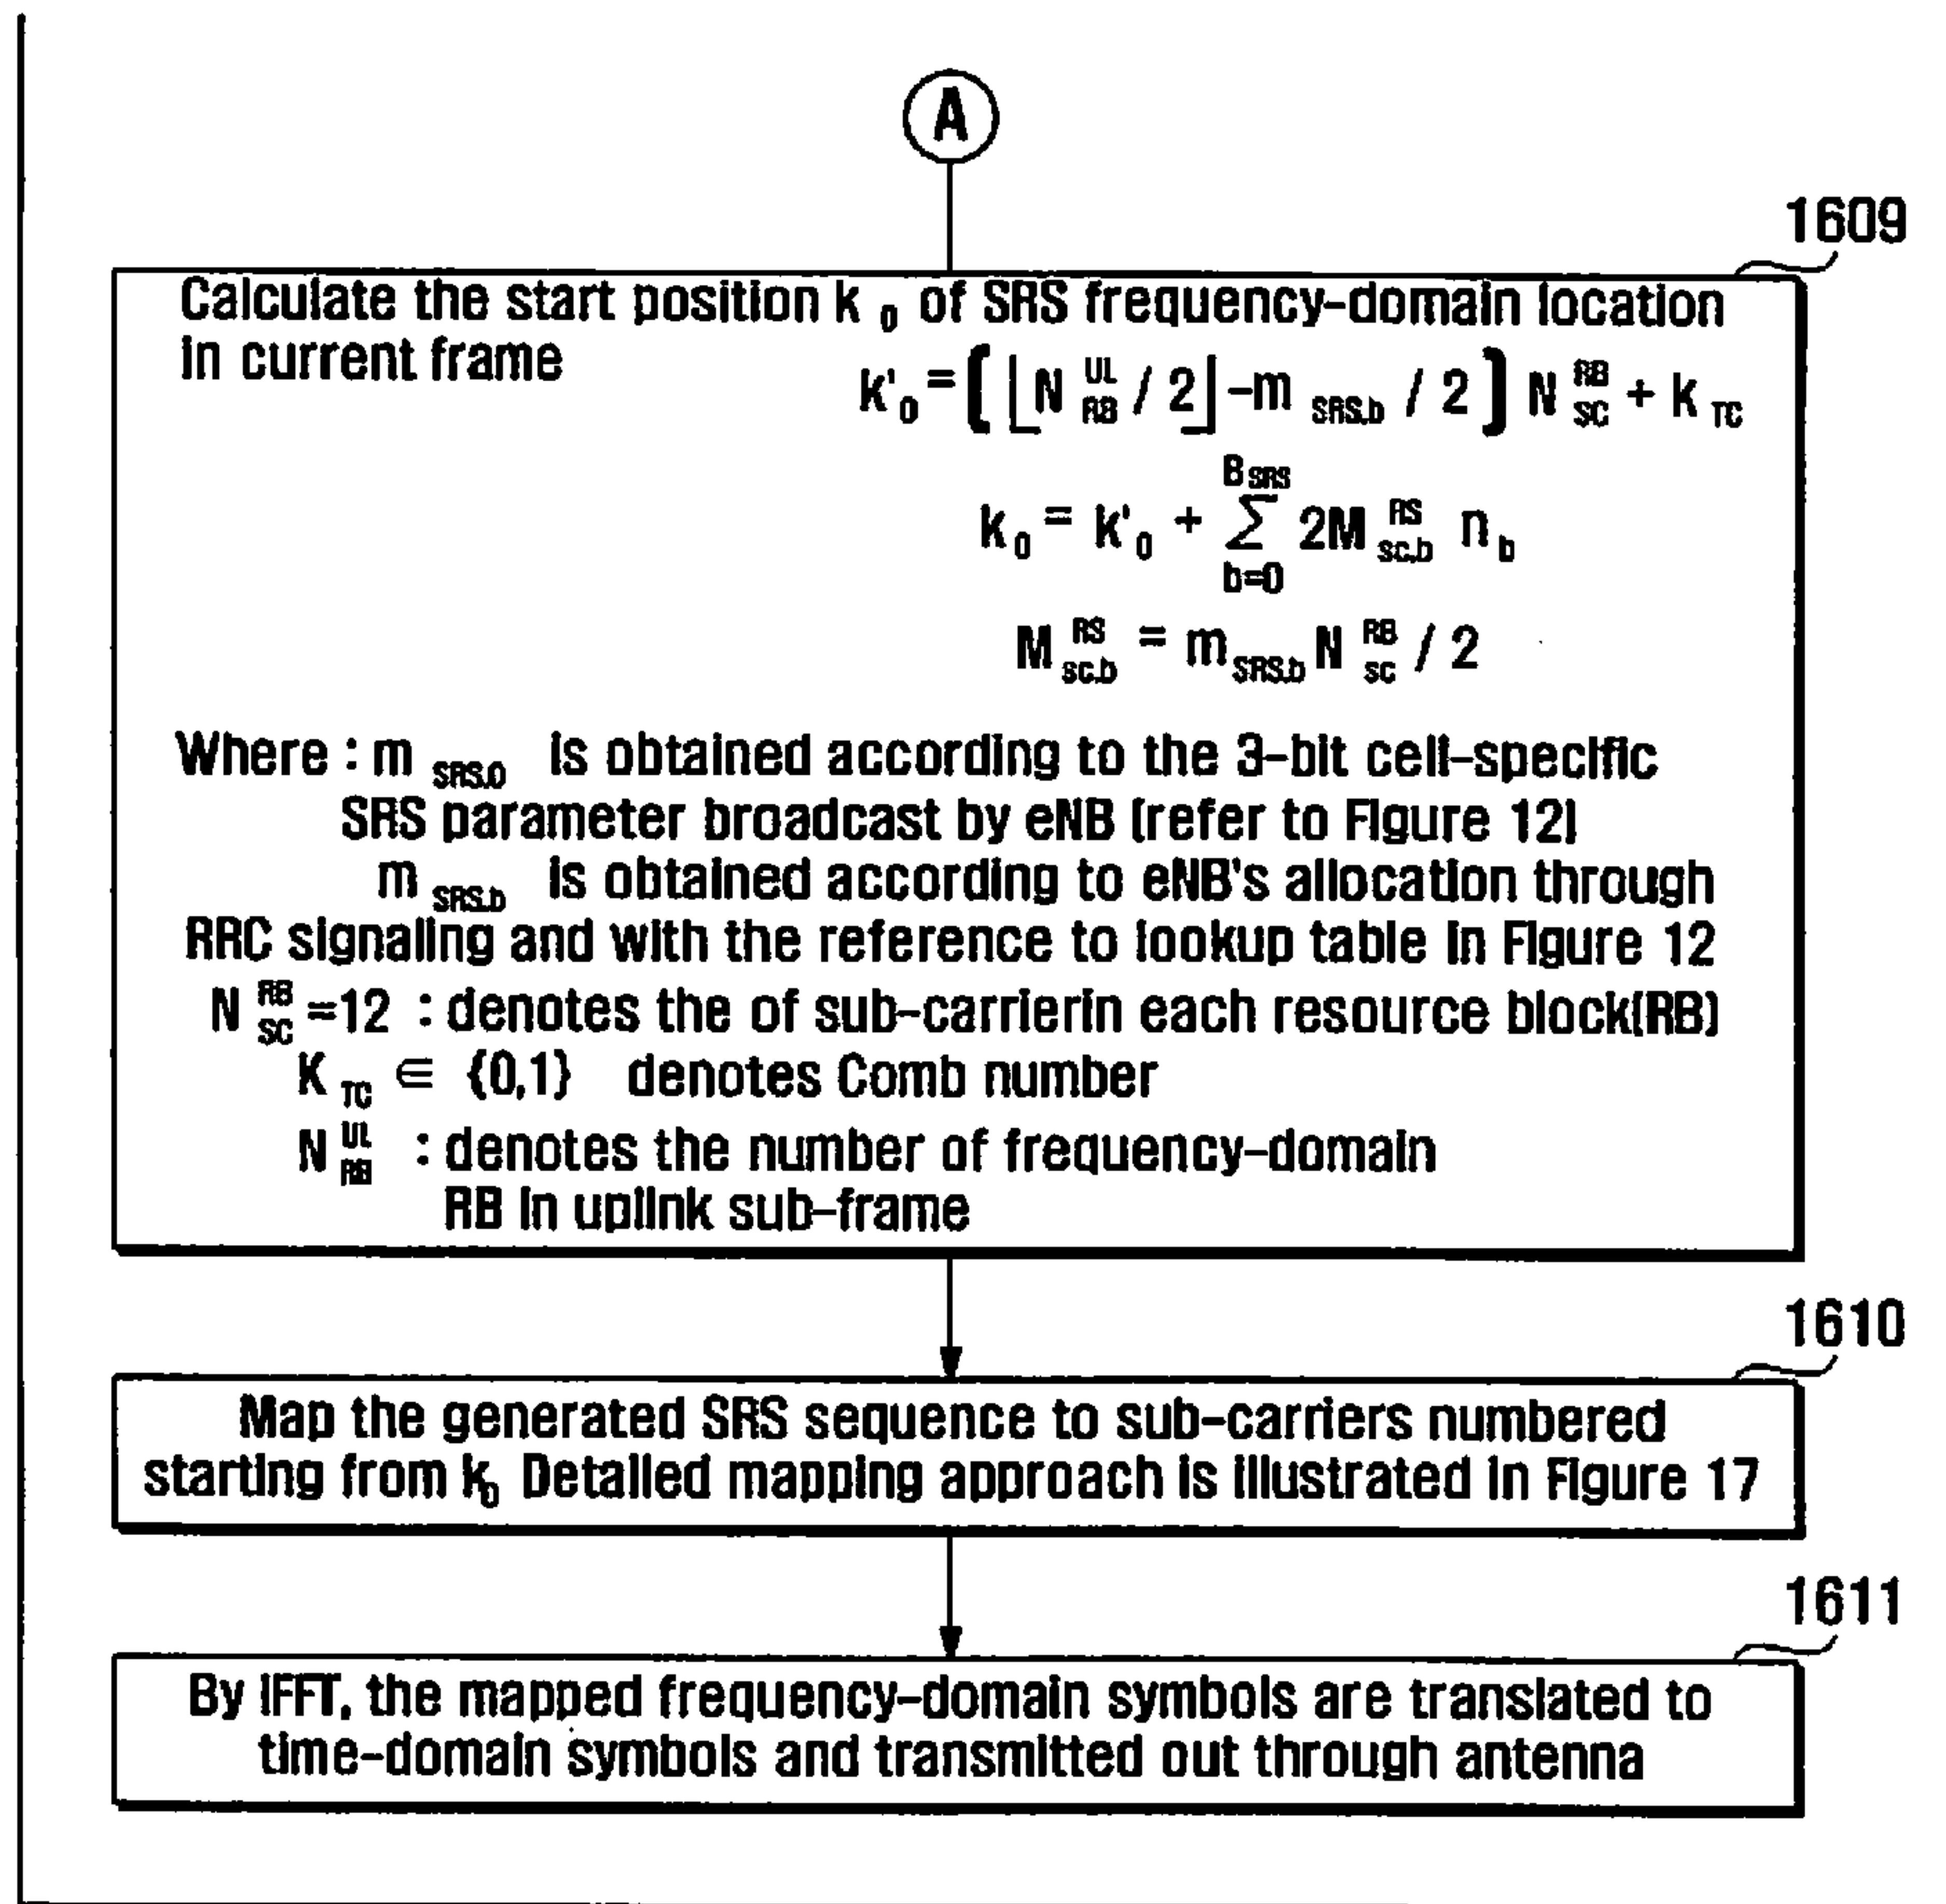 A
1609
Calculate the start position k 0 of SRS frequency-domain location
in current frame
k'0 = [ ⌊N UL RB / 2⌋ -m SRS.b / 2 ] N RB SC + k TC
k0 = k'0 + B SRS Σ b=0 2M RS sc,b n b
M RS sc,b = m SRS.b N RB sc / 2
Where : m SRS.0 is obtained according to the 3-bit cell-specific
SRS parameter broadcast by eNB (refer to Figure 12)
m SRS.b is obtained according to eNB's allocation through
RRC signaling and with the reference to lookup table in Figure 12
N RB SC =12 : denotes the of sub-carrierin each resource block(RB)
K TC ∈ {0,1} denotes Comb number
N UL RB : denotes the number of frequency-domain
RB in uplink sub-frame
1610
Map the generated SRS sequence to sub-carriers numbered
starting from k0 Detailed mapping approach is illustrated in Figure 17
1611
By IFFT, the mapped frequency-domain symbols are translated to
time-domain symbols and transmitted out through antenna